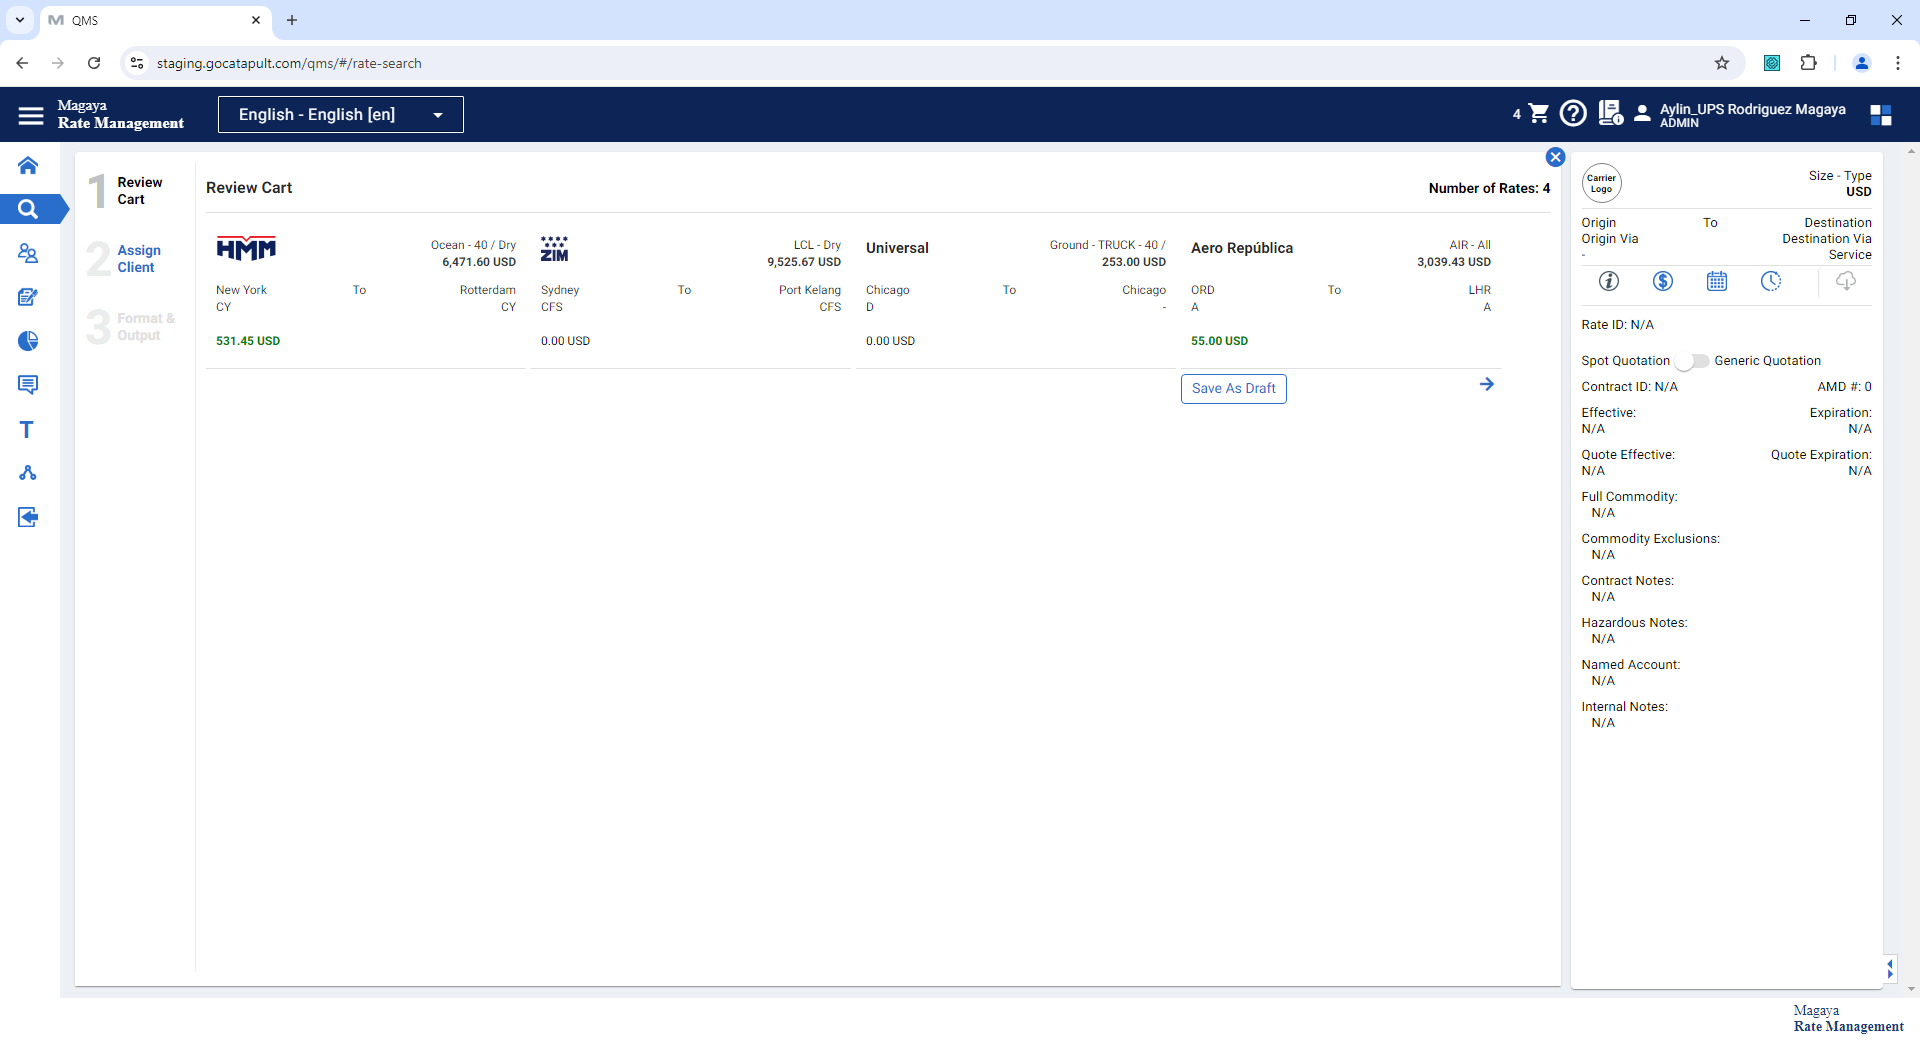 QMS
staging.gocatapult.com/qms/#/rate-search
Magaya
Rate Management
English - English [en]
4
Aylin_UPS Rodriguez Magaya
ADMIN
1 Review
Cart
2 Assign
Client
3 Format &
Output
Review Cart
Number of Rates: 4
HMM
Ocean - 40 / Dry
6,471.60 USD
New York To Rotterdam
CY CY
531.45 USD
ZIM
LCL - Dry
9,525.67 USD
Sydney To Port Kelang
CFS CFS
0.00 USD
Universal
Ground - TRUCK - 40 /
253.00 USD
Chicago To Chicago
D -
0.00 USD
Aero República
AIR - All
3,039.43 USD
ORD To LHR
A A
55.00 USD
Save As Draft
Carrier
Logo
Size - Type
USD
Origin To Destination
Origin Via Destination Via
- Service
Rate ID: N/A
Spot Quotation Generic Quotation
Contract ID: N/A AMD #: 0
Effective: Expiration:
N/A N/A
Quote Effective: Quote Expiration:
N/A N/A
Full Commodity:
N/A
Commodity Exclusions:
N/A
Contract Notes:
N/A
Hazardous Notes:
N/A
Named Account:
N/A
Internal Notes:
N/A
Magaya
Rate Management